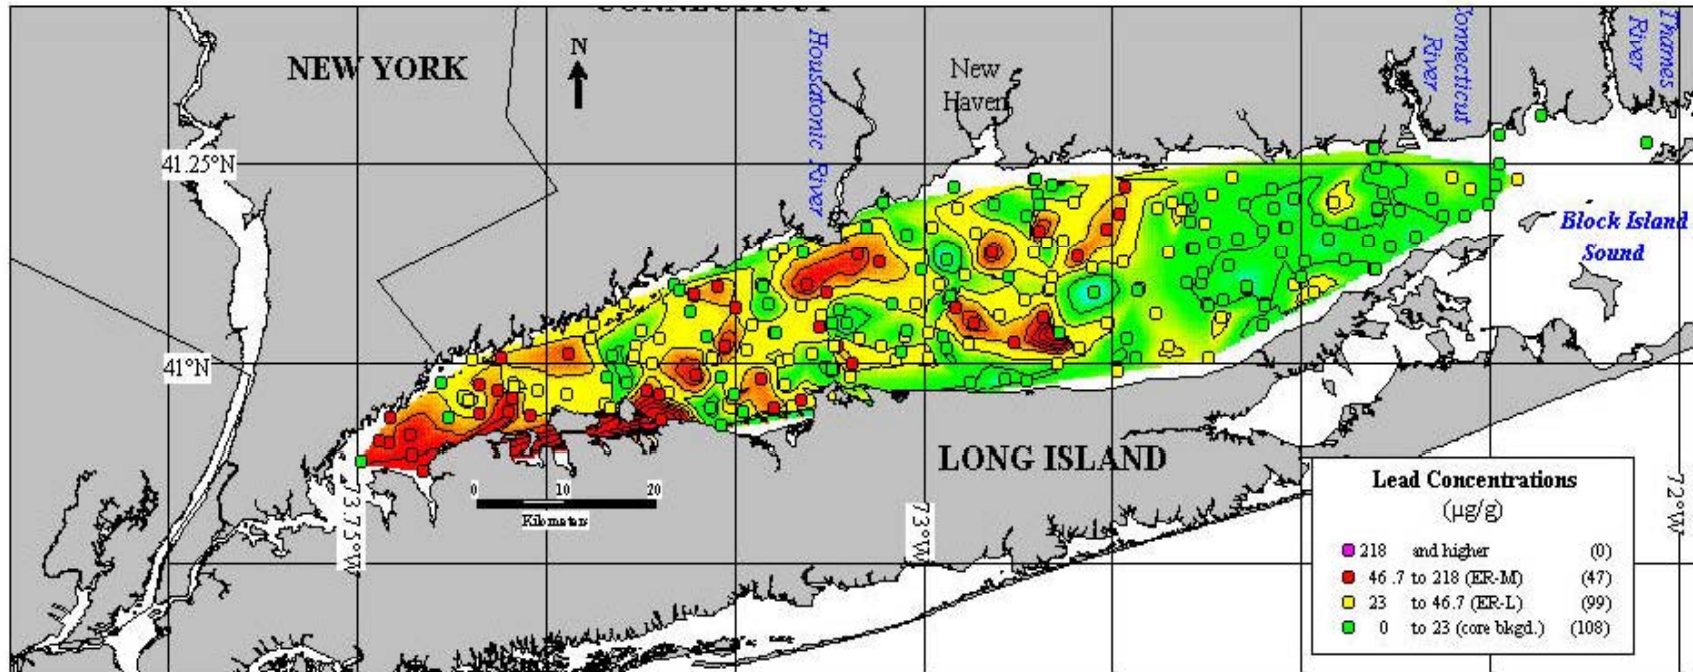 CONNECTICUT
NEW YORK
N
Housatonic
River
New
Haven
Connecticut
River
Thames
River
41.25°N
Block Island
Sound
41°N
LONG ISLAND
0 10 20
Kilometers
73.75°W
73°W
72°W
Lead Concentrations
(µg/g)
218 and higher (0)
46.7 to 218 (ER-M) (47)
23 to 46.7 (ER-L) (99)
0 to 23 (core bkgd.) (108)